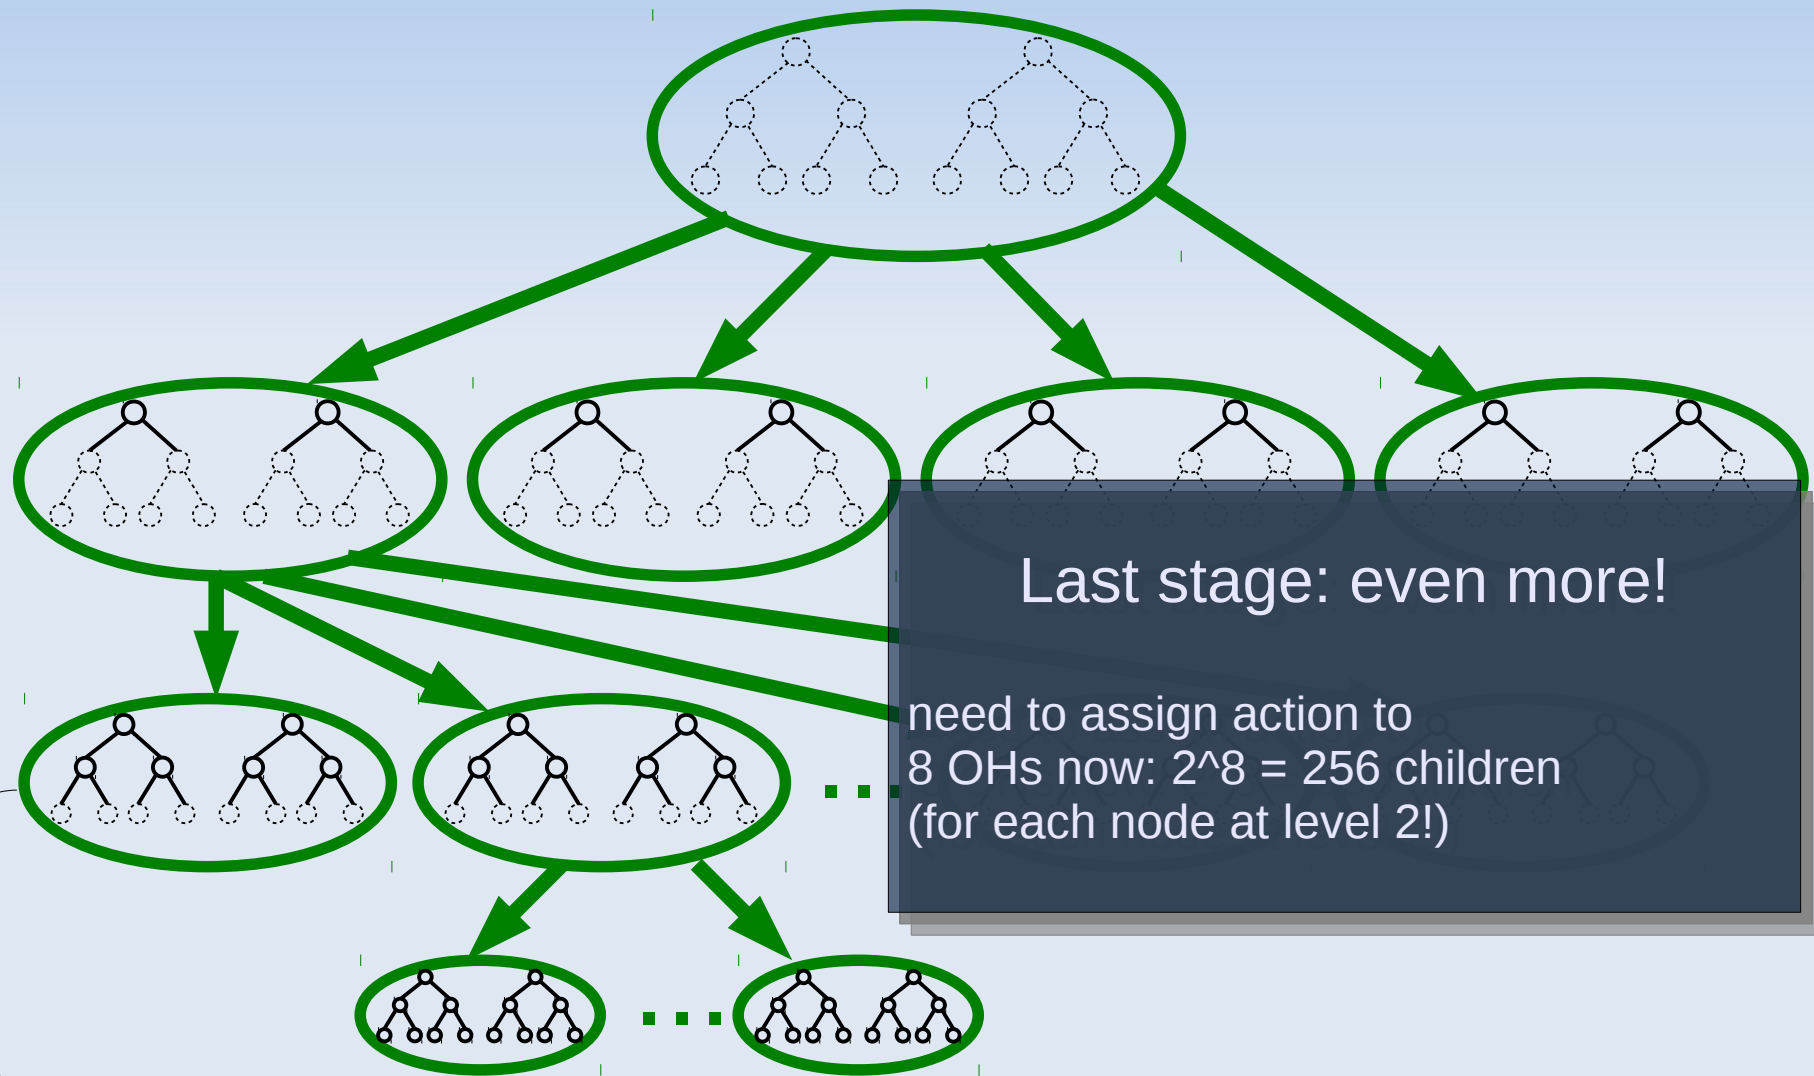 Last stage: even more!
need to assign action to
8 OHs now: 2^8 = 256 children
(for each node at level 2!)